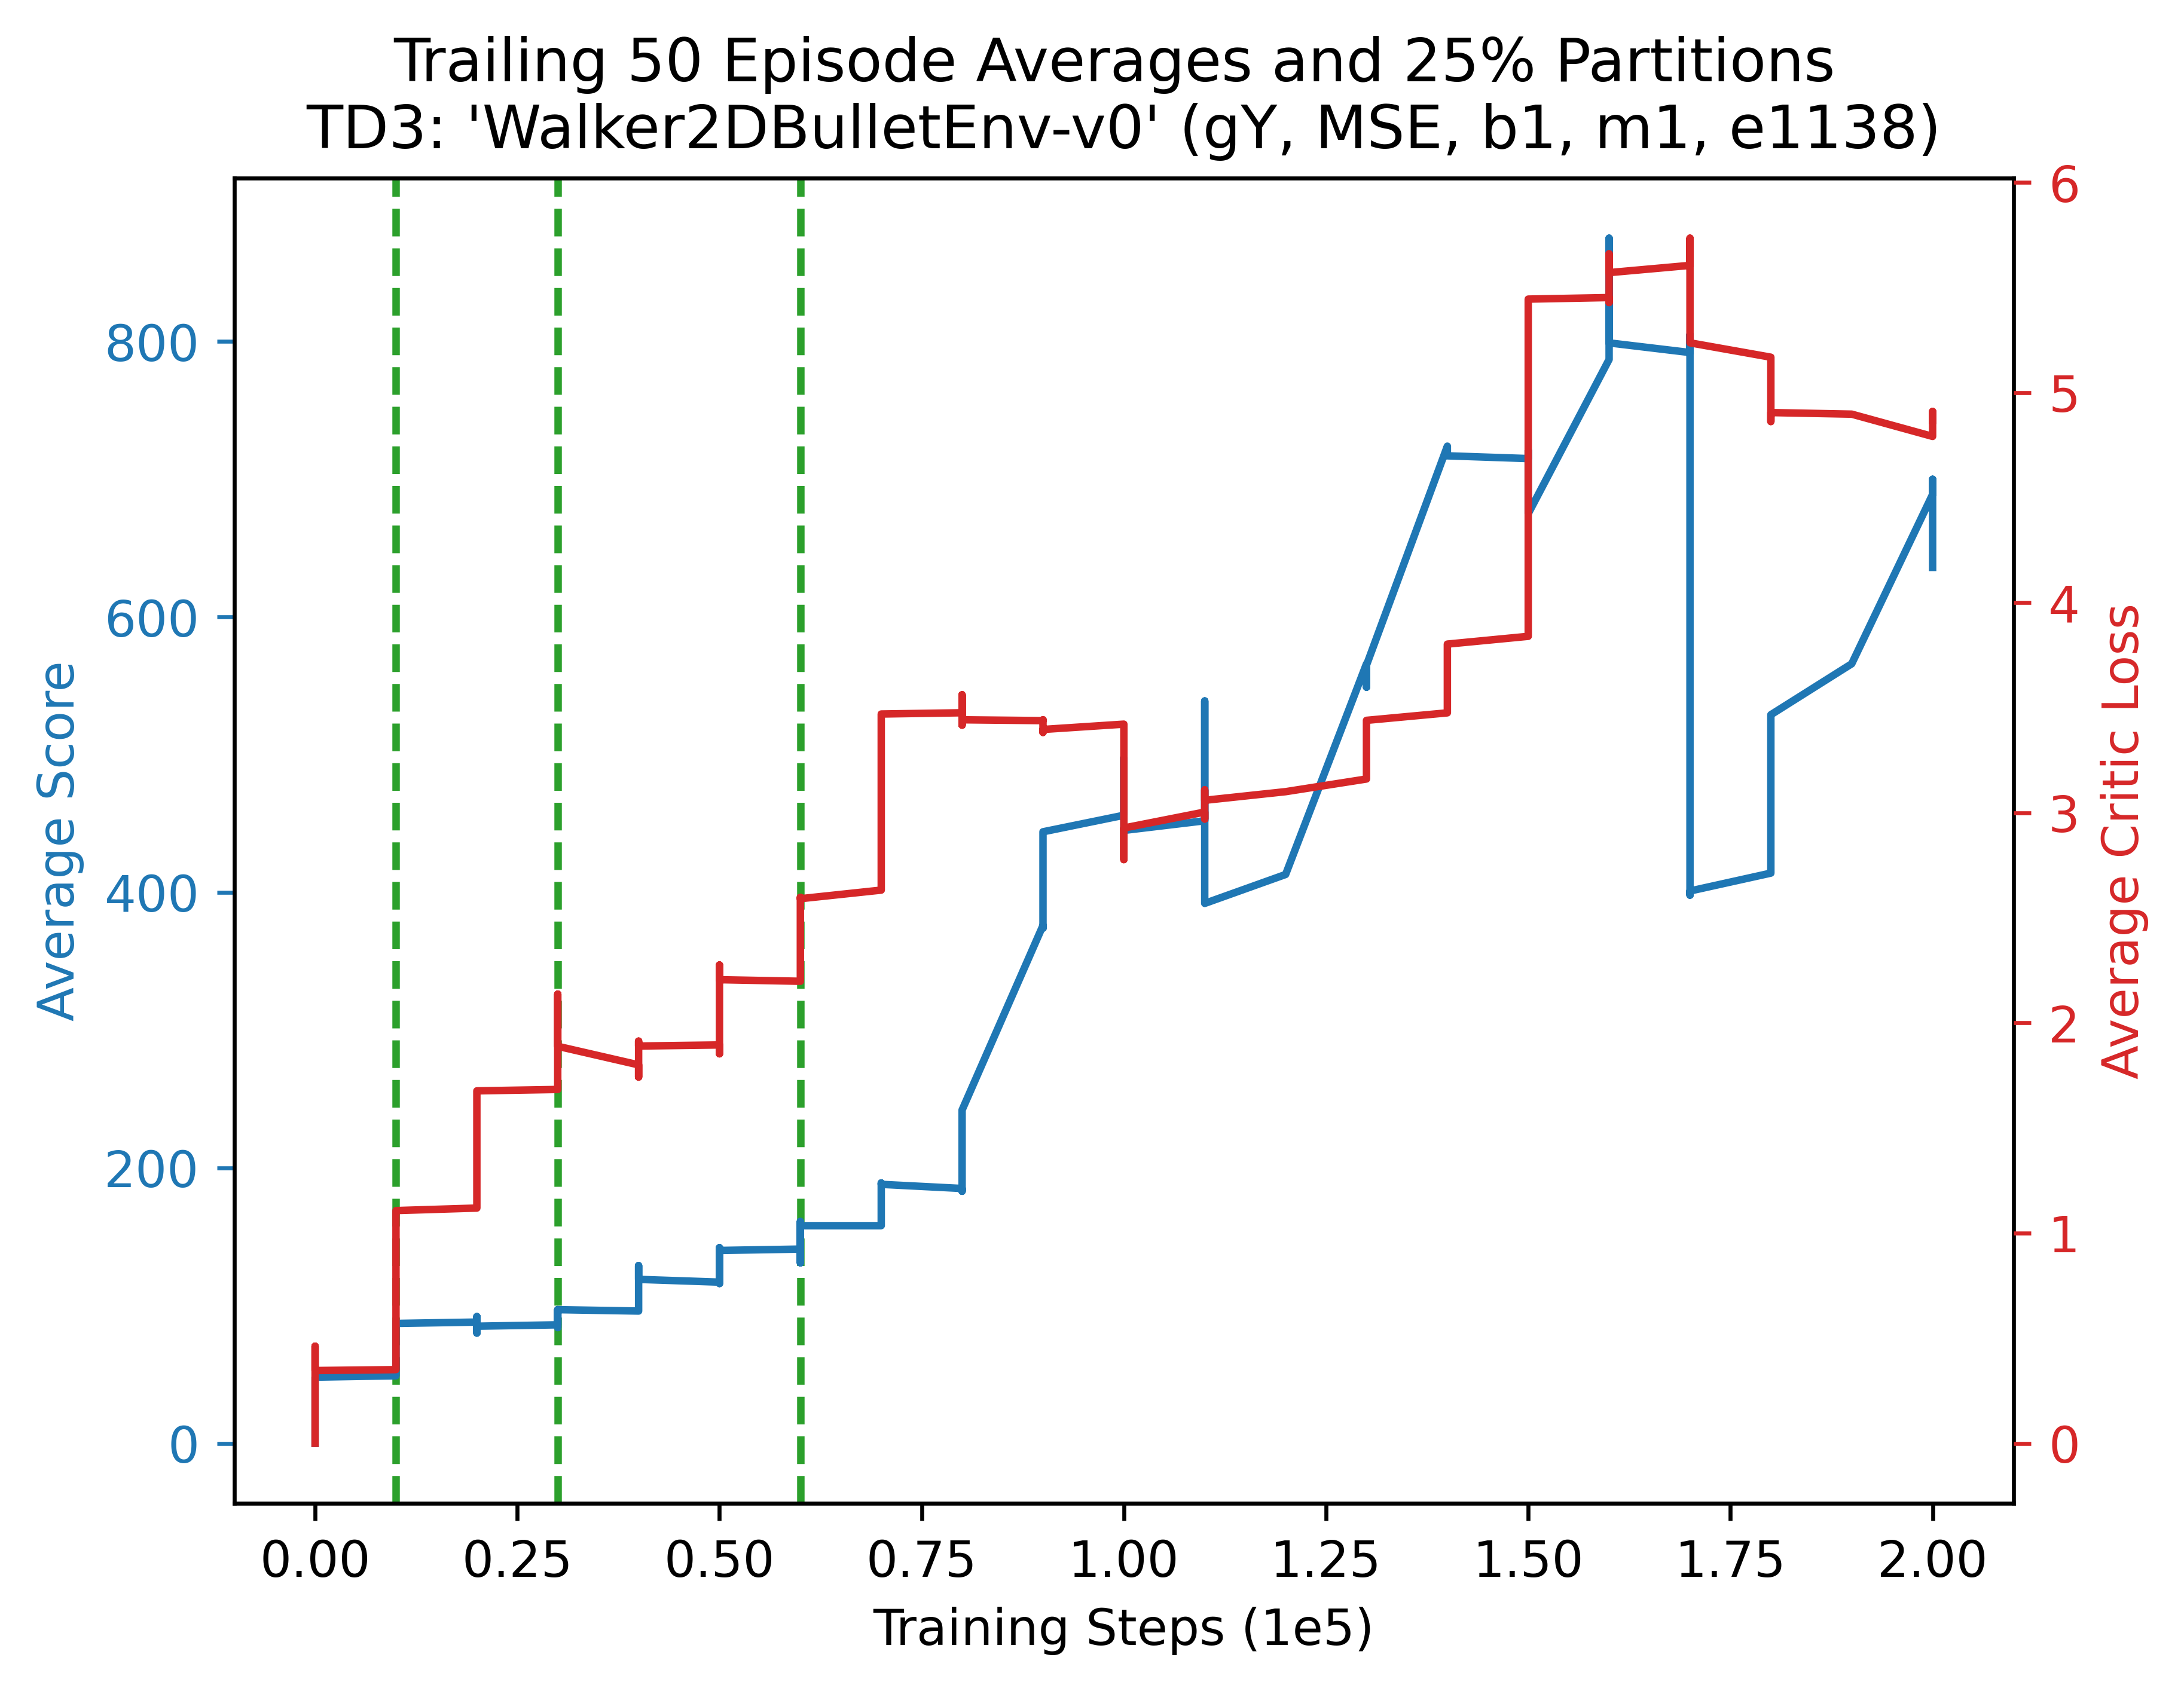 Trailing 50 Episode Averages and 25% Partitions
TD3: 'Walker2DBulletEnv-v0' (gY, MSE, b1, m1, e1138)
Average Score
800
600
400
200
0
6
5
4
3
2
1
0
Average Critic Loss
0.00 0.25 0.50 0.75 1.00 1.25 1.50 1.75 2.00
Training Steps (1e5)